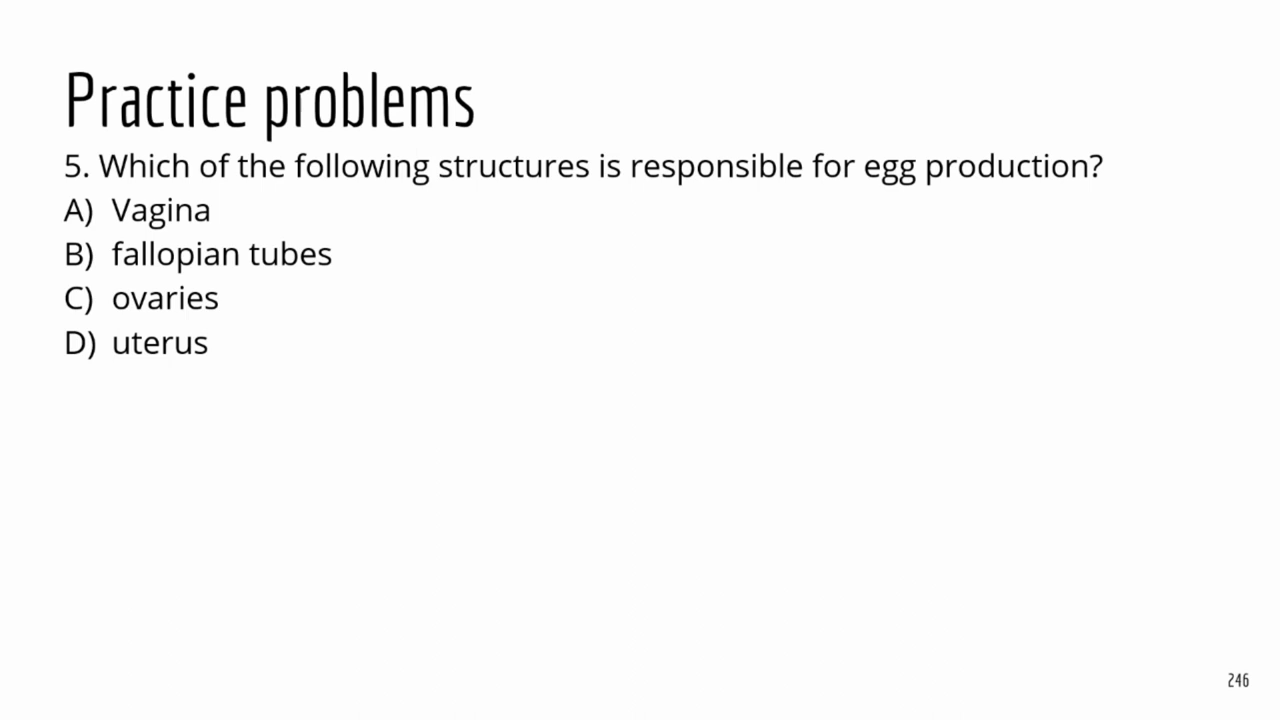 Practice problems
5. Which of the following structures is responsible for egg production?
A) Vagina
B) fallopian tubes
C) ovaries
D) uterus
246